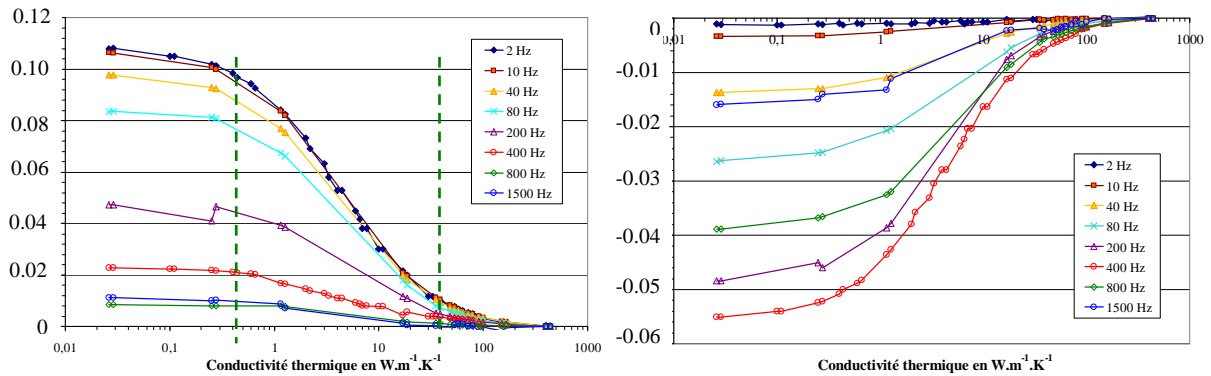 0.12
0.10
0.08
0.06
0.04
0.02
0
0,01
0,1
1
10
100
1000
Conductivité thermique en W.m⁻¹.K⁻¹
2 Hz
10 Hz
40 Hz
80 Hz
200 Hz
400 Hz
800 Hz
1500 Hz
0
-0.01
-0.02
-0.03
-0.04
-0.05
-0.06
0,01
0,1
1
10
100
1000
2 Hz
10 Hz
40 Hz
80 Hz
200 Hz
400 Hz
800 Hz
1500 Hz
Conductivité thermique en W.m⁻¹.K⁻¹